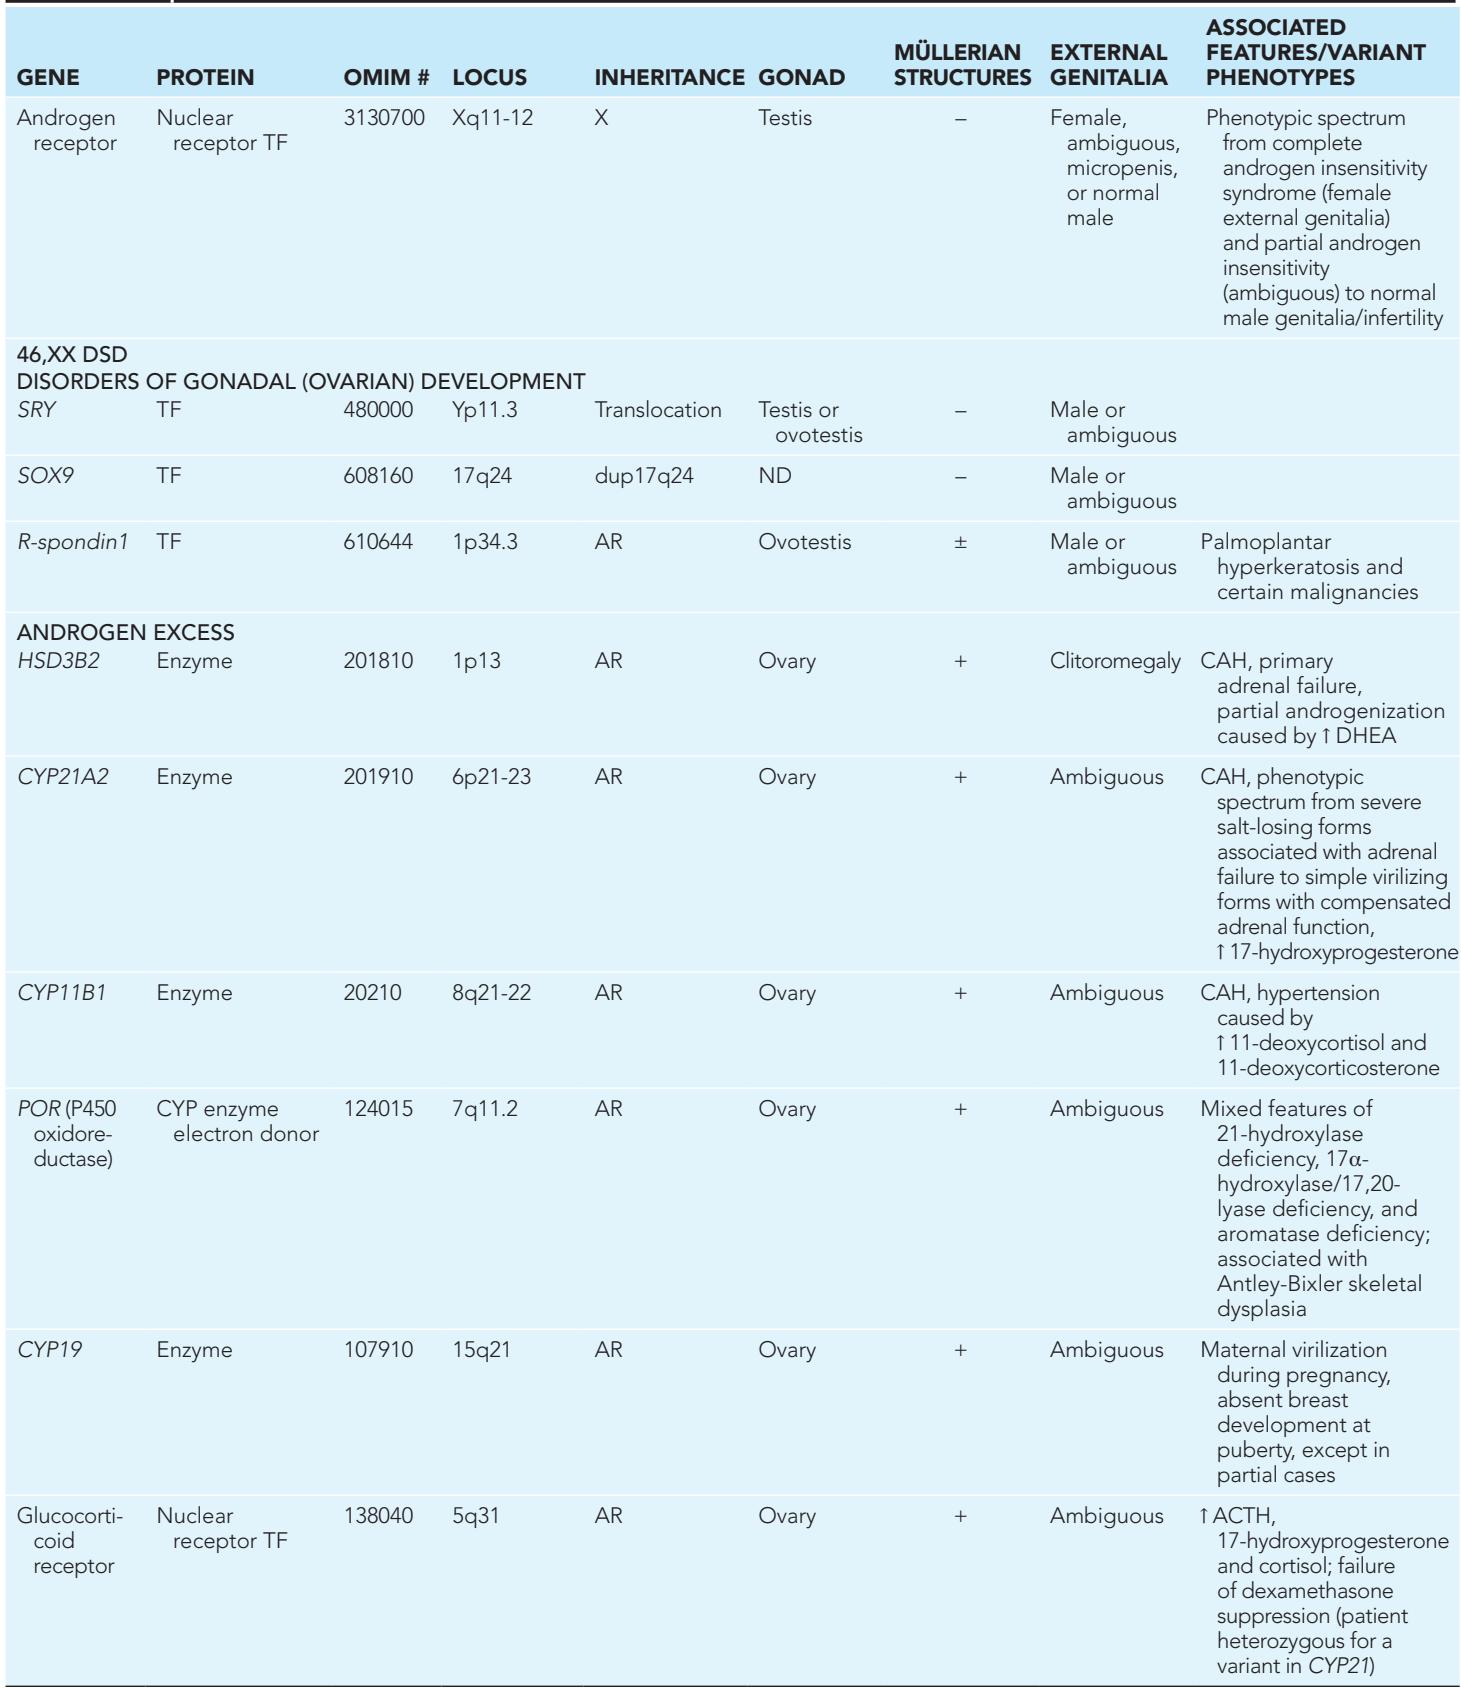 GENE PROTEIN OMIM # LOCUS INHERITANCE GONAD MÜLLERIAN STRUCTURES EXTERNAL GENITALIA ASSOCIATED FEATURES/VARIANT PHENOTYPES
Androgen Nuclear 3130700 Xq11-12 X Testis – Female, Phenotypic spectrum
receptor receptor TF ambiguous, from complete
micropenis, androgen insensitivity
or normal syndrome (female
male external genitalia)
and partial androgen
insensitivity
(ambiguous) to normal
male genitalia/infertility
46,XX DSD
DISORDERS OF GONADAL (OVARIAN) DEVELOPMENT
SRY TF 480000 Yp11.3 Translocation Testis or – Male or
ovotestis ambiguous
SOX9 TF 608160 17q24 dup17q24 ND – Male or
ambiguous
R-spondin1 TF 610644 1p34.3 AR Ovotestis ± Male or Palmoplantar
ambiguous hyperkeratosis and
certain malignancies
ANDROGEN EXCESS
HSD3B2 Enzyme 201810 1p13 AR Ovary + Clitoromegaly CAH, primary
adrenal failure,
partial androgenization
caused by ↑ DHEA
CYP21A2 Enzyme 201910 6p21-23 AR Ovary + Ambiguous CAH, phenotypic
spectrum from severe
salt-losing forms
associated with adrenal
failure to simple virilizing
forms with compensated
adrenal function,
↑ 17-hydroxyprogesterone
CYP11B1 Enzyme 20210 8q21-22 AR Ovary + Ambiguous CAH, hypertension
caused by
↑ 11-deoxycortisol and
11-deoxycorticosterone
POR (P450 CYP enzyme 124015 7q11.2 AR Ovary + Ambiguous Mixed features of
oxidore- electron donor 21-hydroxylase
ductase) deficiency, 17α-
hydroxylase/17,20-
lyase deficiency, and
aromatase deficiency;
associated with
Antley-Bixler skeletal
dysplasia
CYP19 Enzyme 107910 15q21 AR Ovary + Ambiguous Maternal virilization
during pregnancy,
absent breast
development at
puberty, except in
partial cases
Glucocorti- Nuclear 138040 5q31 AR Ovary + Ambiguous ↑ ACTH,
coid receptor TF 17-hydroxyprogesterone
receptor and cortisol; failure
of dexamethasone
suppression (patient
heterozygous for a
variant in CYP21)